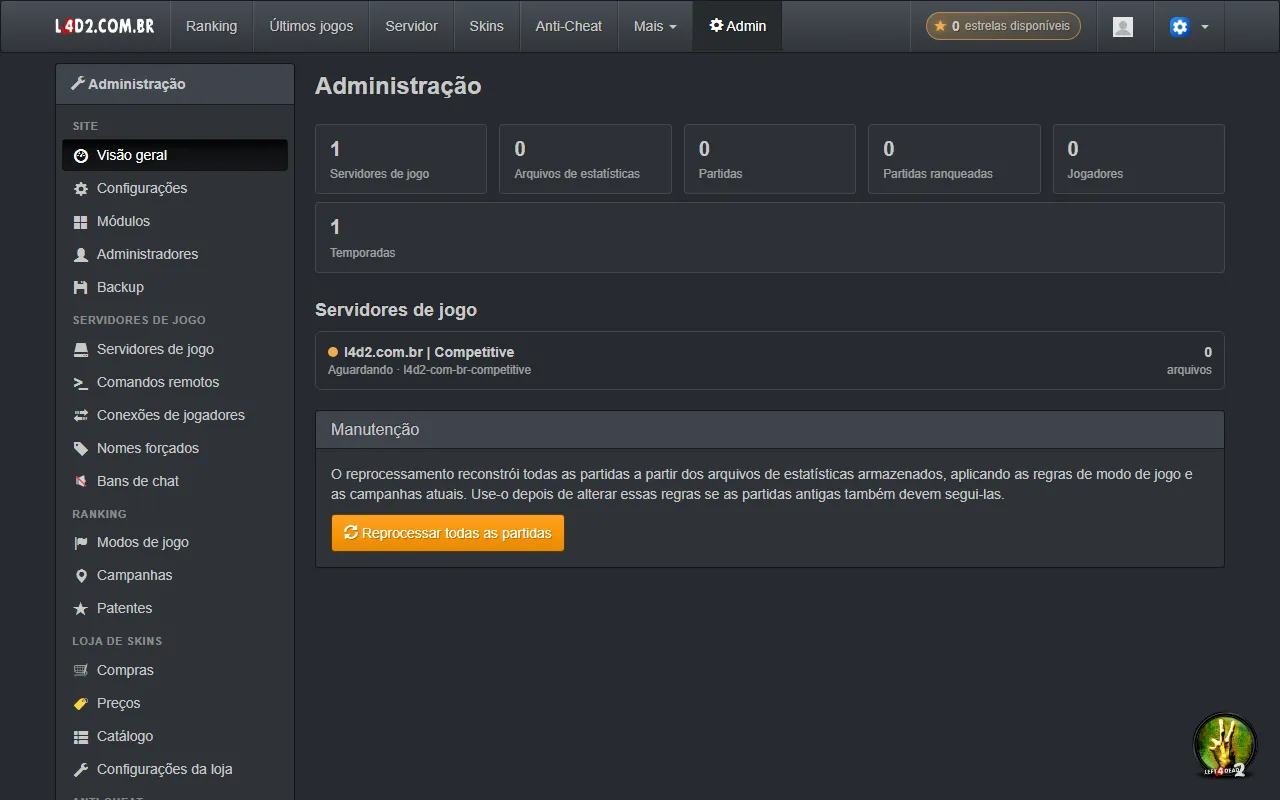 L4D2.COM.BR
Ranking
Últimos jogos
Servidor
Skins
Anti-Cheat
Mais
Admin
0 estrelas disponíveis
Administração
SITE
Visão geral
Configurações
Módulos
Administradores
Backup
SERVIDORES DE JOGO
Servidores de jogo
Comandos remotos
Conexões de jogadores
Nomes forçados
Bans de chat
RANKING
Modos de jogo
Campanhas
Patentes
LOJA DE SKINS
Compras
Preços
Catálogo
Configurações da loja
Administração
1
Servidores de jogo
0
Arquivos de estatísticas
0
Partidas
0
Partidas ranqueadas
0
Jogadores
1
Temporadas
Servidores de jogo
l4d2.com.br | Competitive
Aguardando · l4d2-com-br-competitive
0
arquivos
Manutenção
O reprocessamento reconstrói todas as partidas a partir dos arquivos de estatísticas armazenados, aplicando as regras de modo de jogo e
as campanhas atuais. Use-o depois de alterar essas regras se as partidas antigas também devem segui-las.
Reprocessar todas as partidas
LEFT 4 DEAD 2